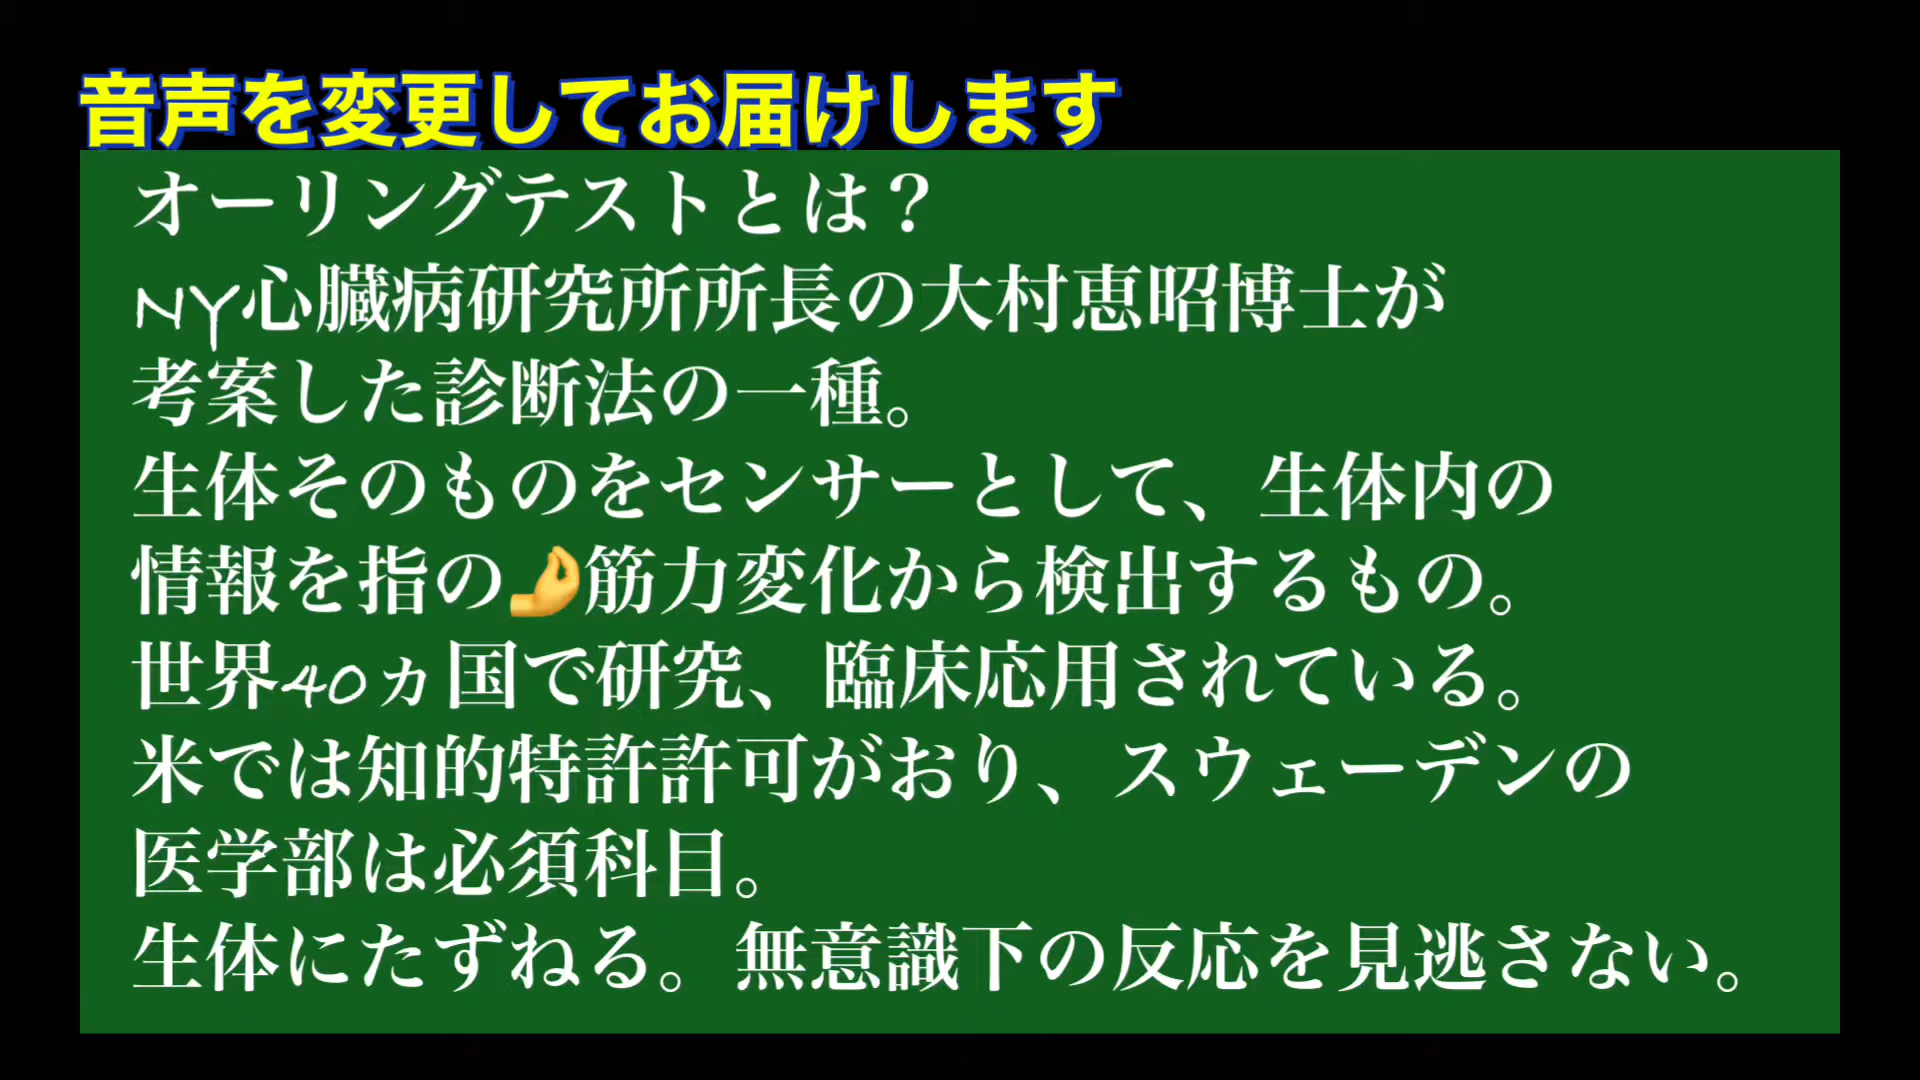 音声を変更してお届けします
オーリングテストとは？
NY心臓病研究所所長の大村恵昭博士が
考案した診断法の一種。
生体そのものをセンサーとして、生体内の
情報を指の🤌筋力変化から検出するもの。
世界40ヵ国で研究、臨床応用されている。
米では知的特許許可がおり、スウェーデンの
医学部は必須科目。
生体にたずねる。無意識下の反応を見逃さない。